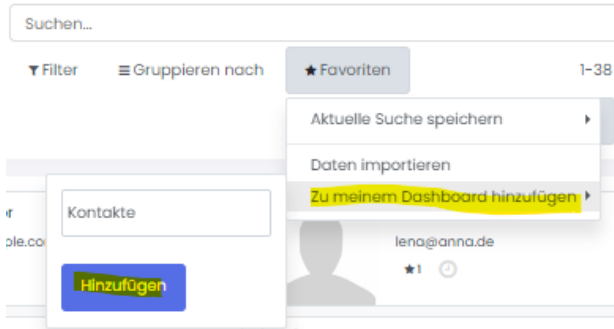 Suchen...
Filter Gruppieren nach Favoriten 1-38
Aktuelle Suche speichern
Daten importieren
Zu meinem Dashboard hinzufügen
Kontakte
lena@anna.de
1
Hinzufügen